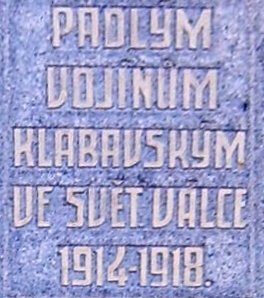 PADLÝM
VOJÍNŮM
KLABAVSKÝM
VE SVĚT VÁLCE
1914-1918.